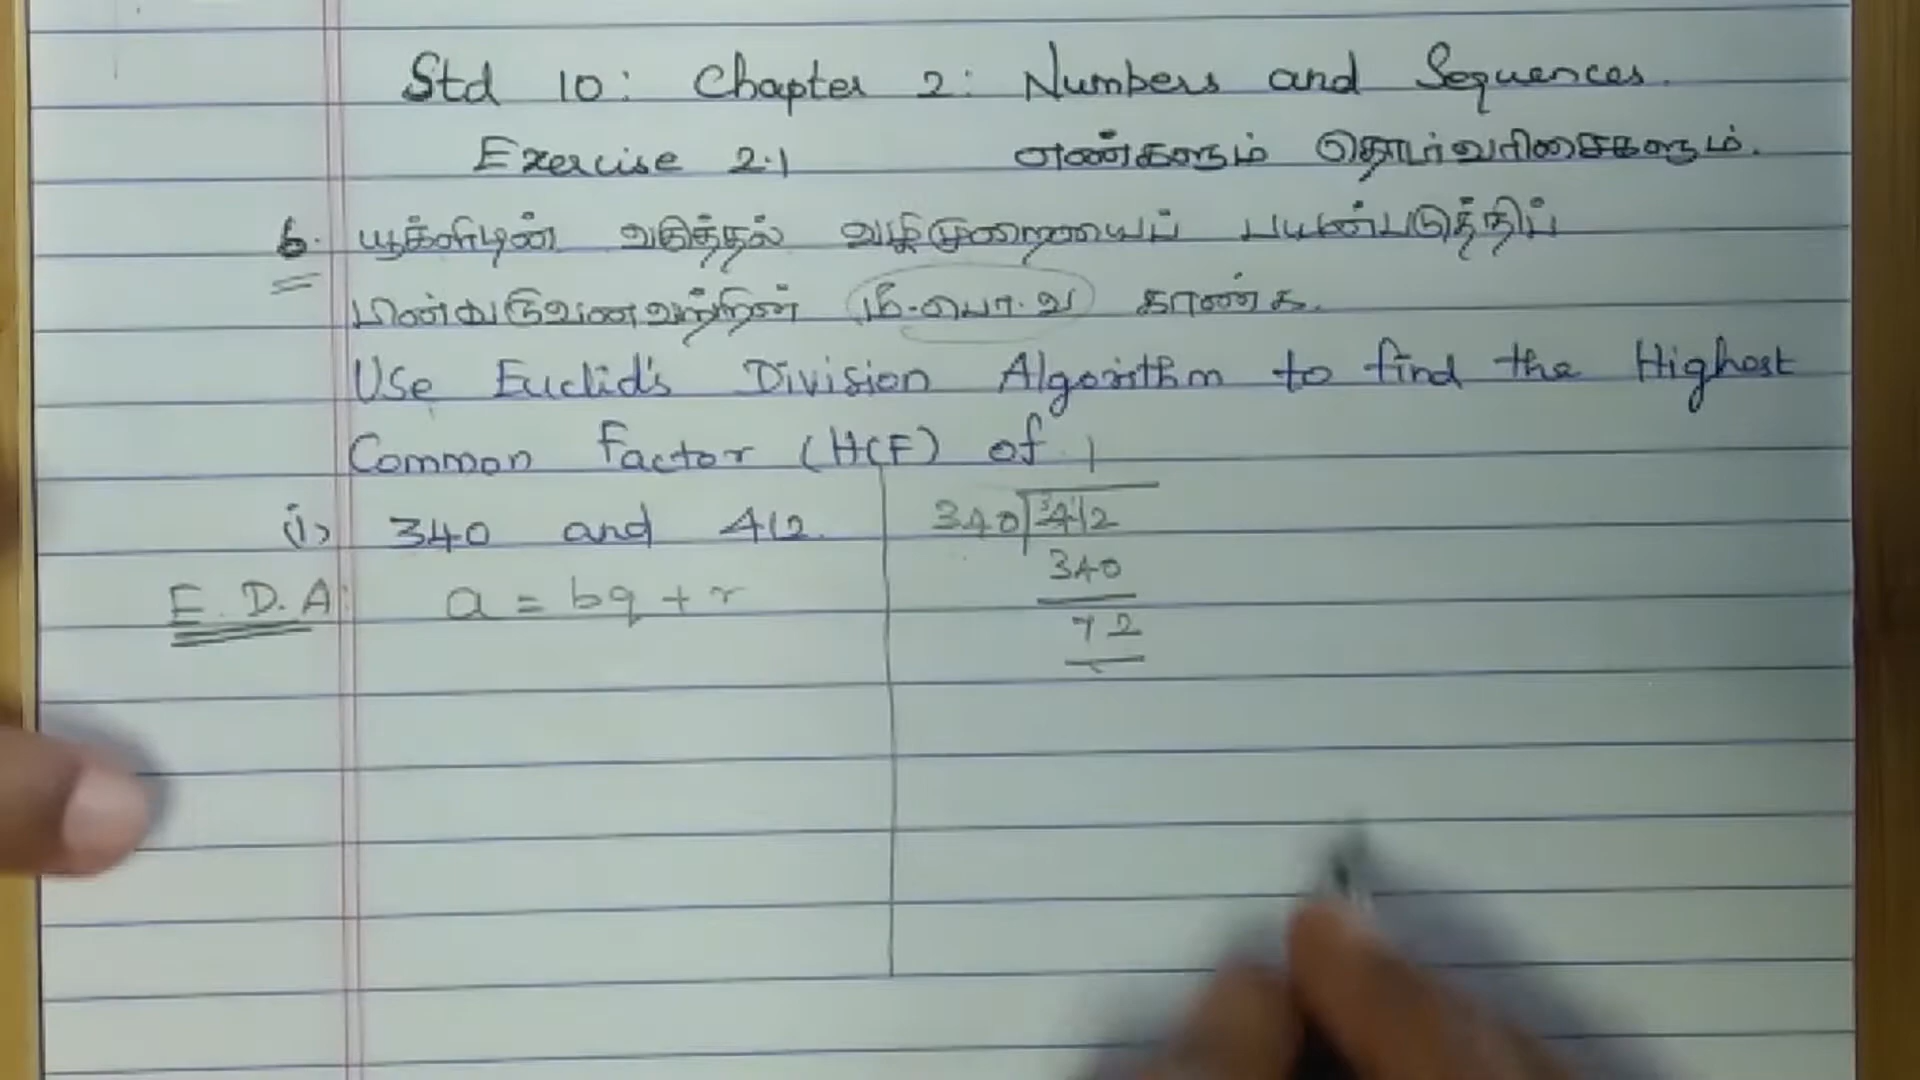 Std 10: Chapter 2: Numbers and Sequences.
Exercise 2.1 எண்களும் தொடர்வரிசைகளும்.
6. யூக்ளிடின் வகுத்தல் வழிமுறையைப் பயன்படுத்திப்
பின்வருவனவற்றின் மீ.பொ.வ காண்க.
Use Euclid's Division Algorithm to find the Highest
Common Factor (HCF) of
1
(i) 340 and 412. 340 412
340
E.D.A: a = bq + r
72